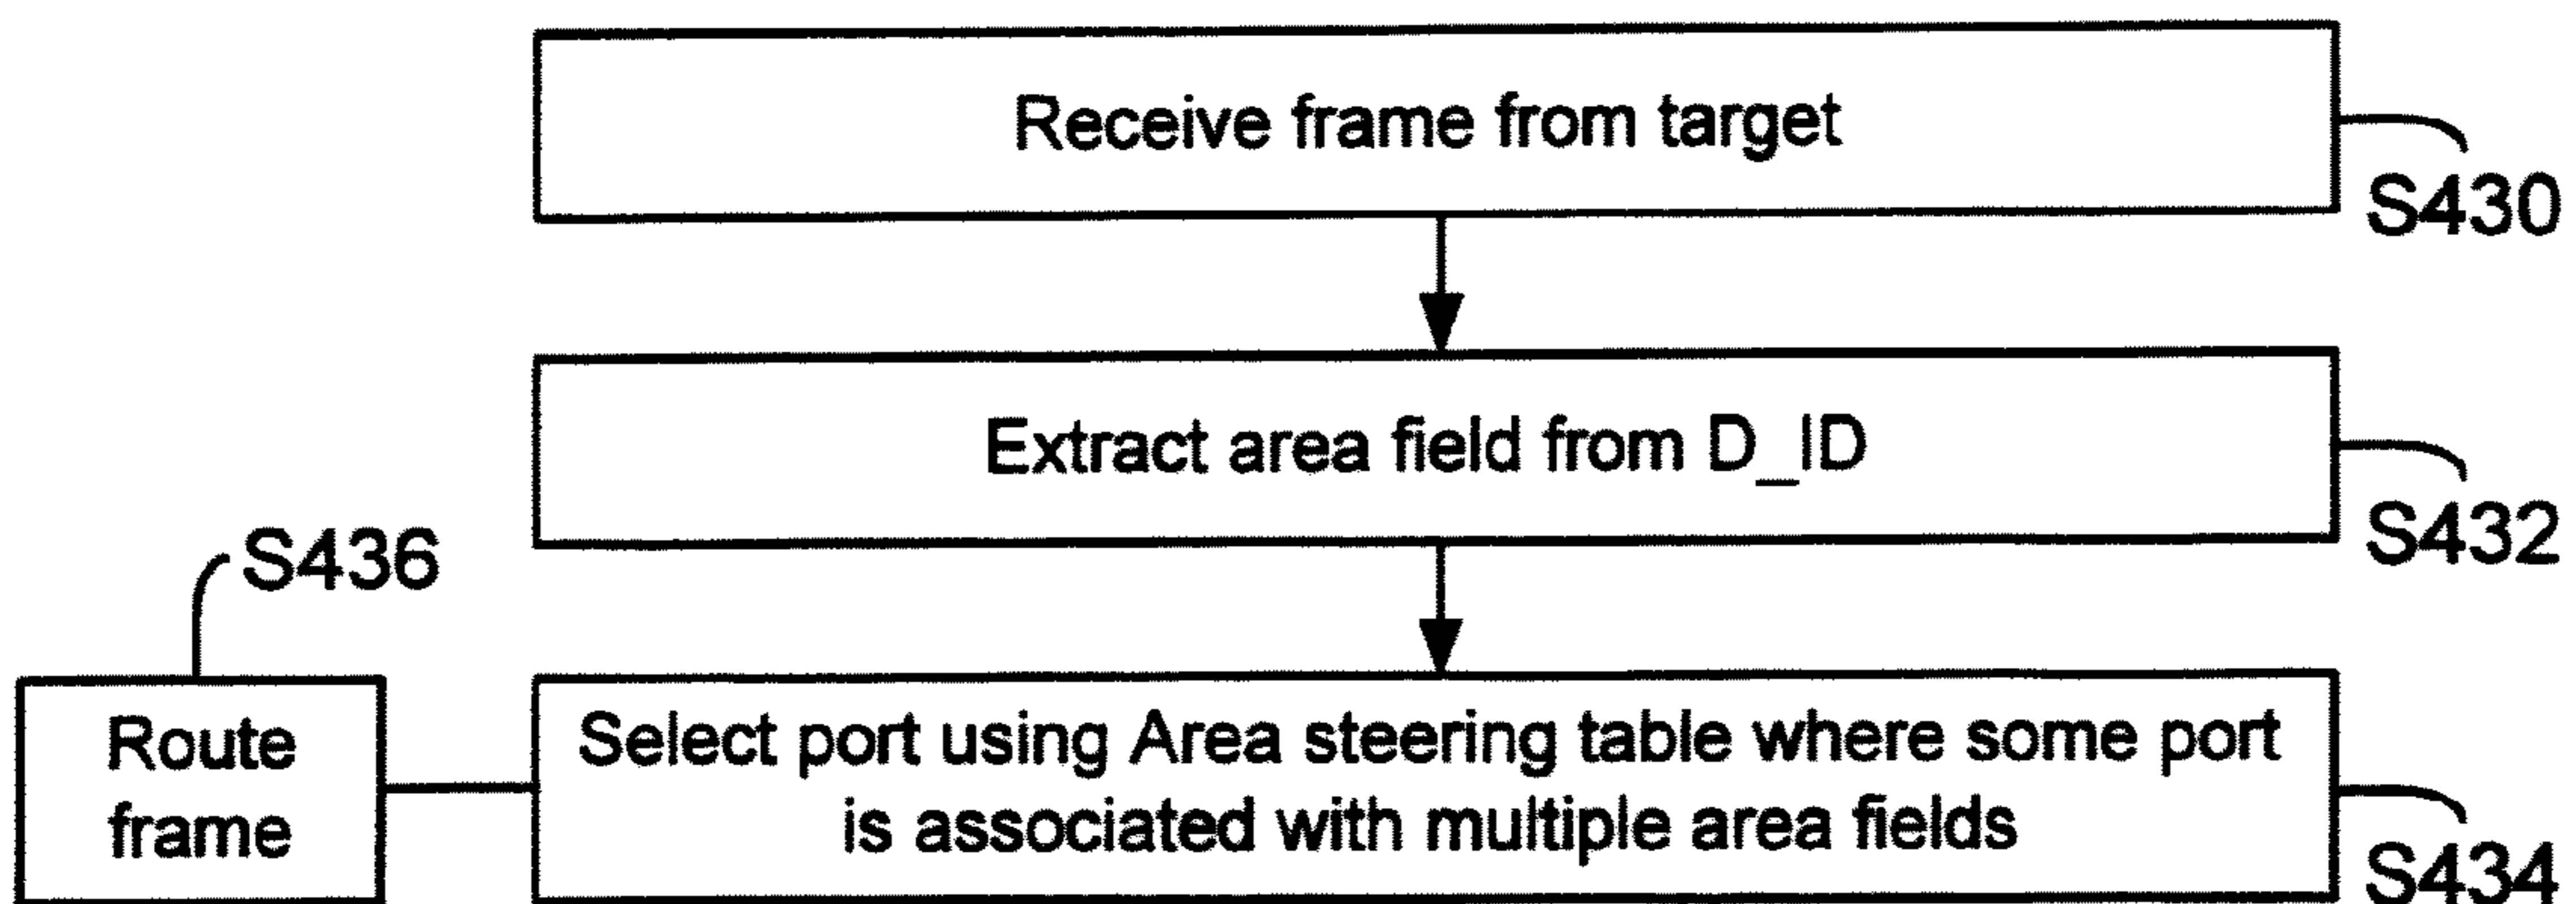 Receive frame from target
S430
Extract area field from D_ID
S432
S436
Route
frame
Select port using Area steering table where some port
is associated with multiple area fields
S434